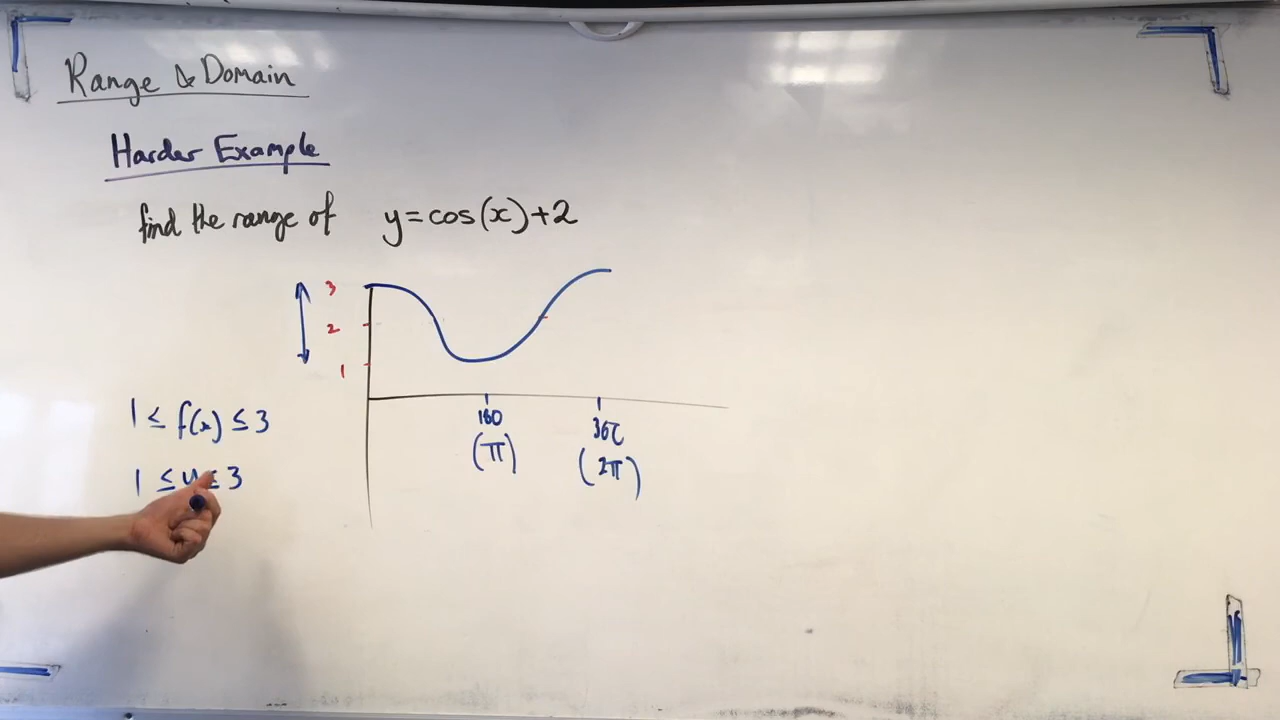 Range & Domain
Harder Example
find the range of y=cos(x)+2
3
2
1
180
(π)
360
(2π)
1 ≤ f(x) ≤ 3
1 ≤ y ≤ 3